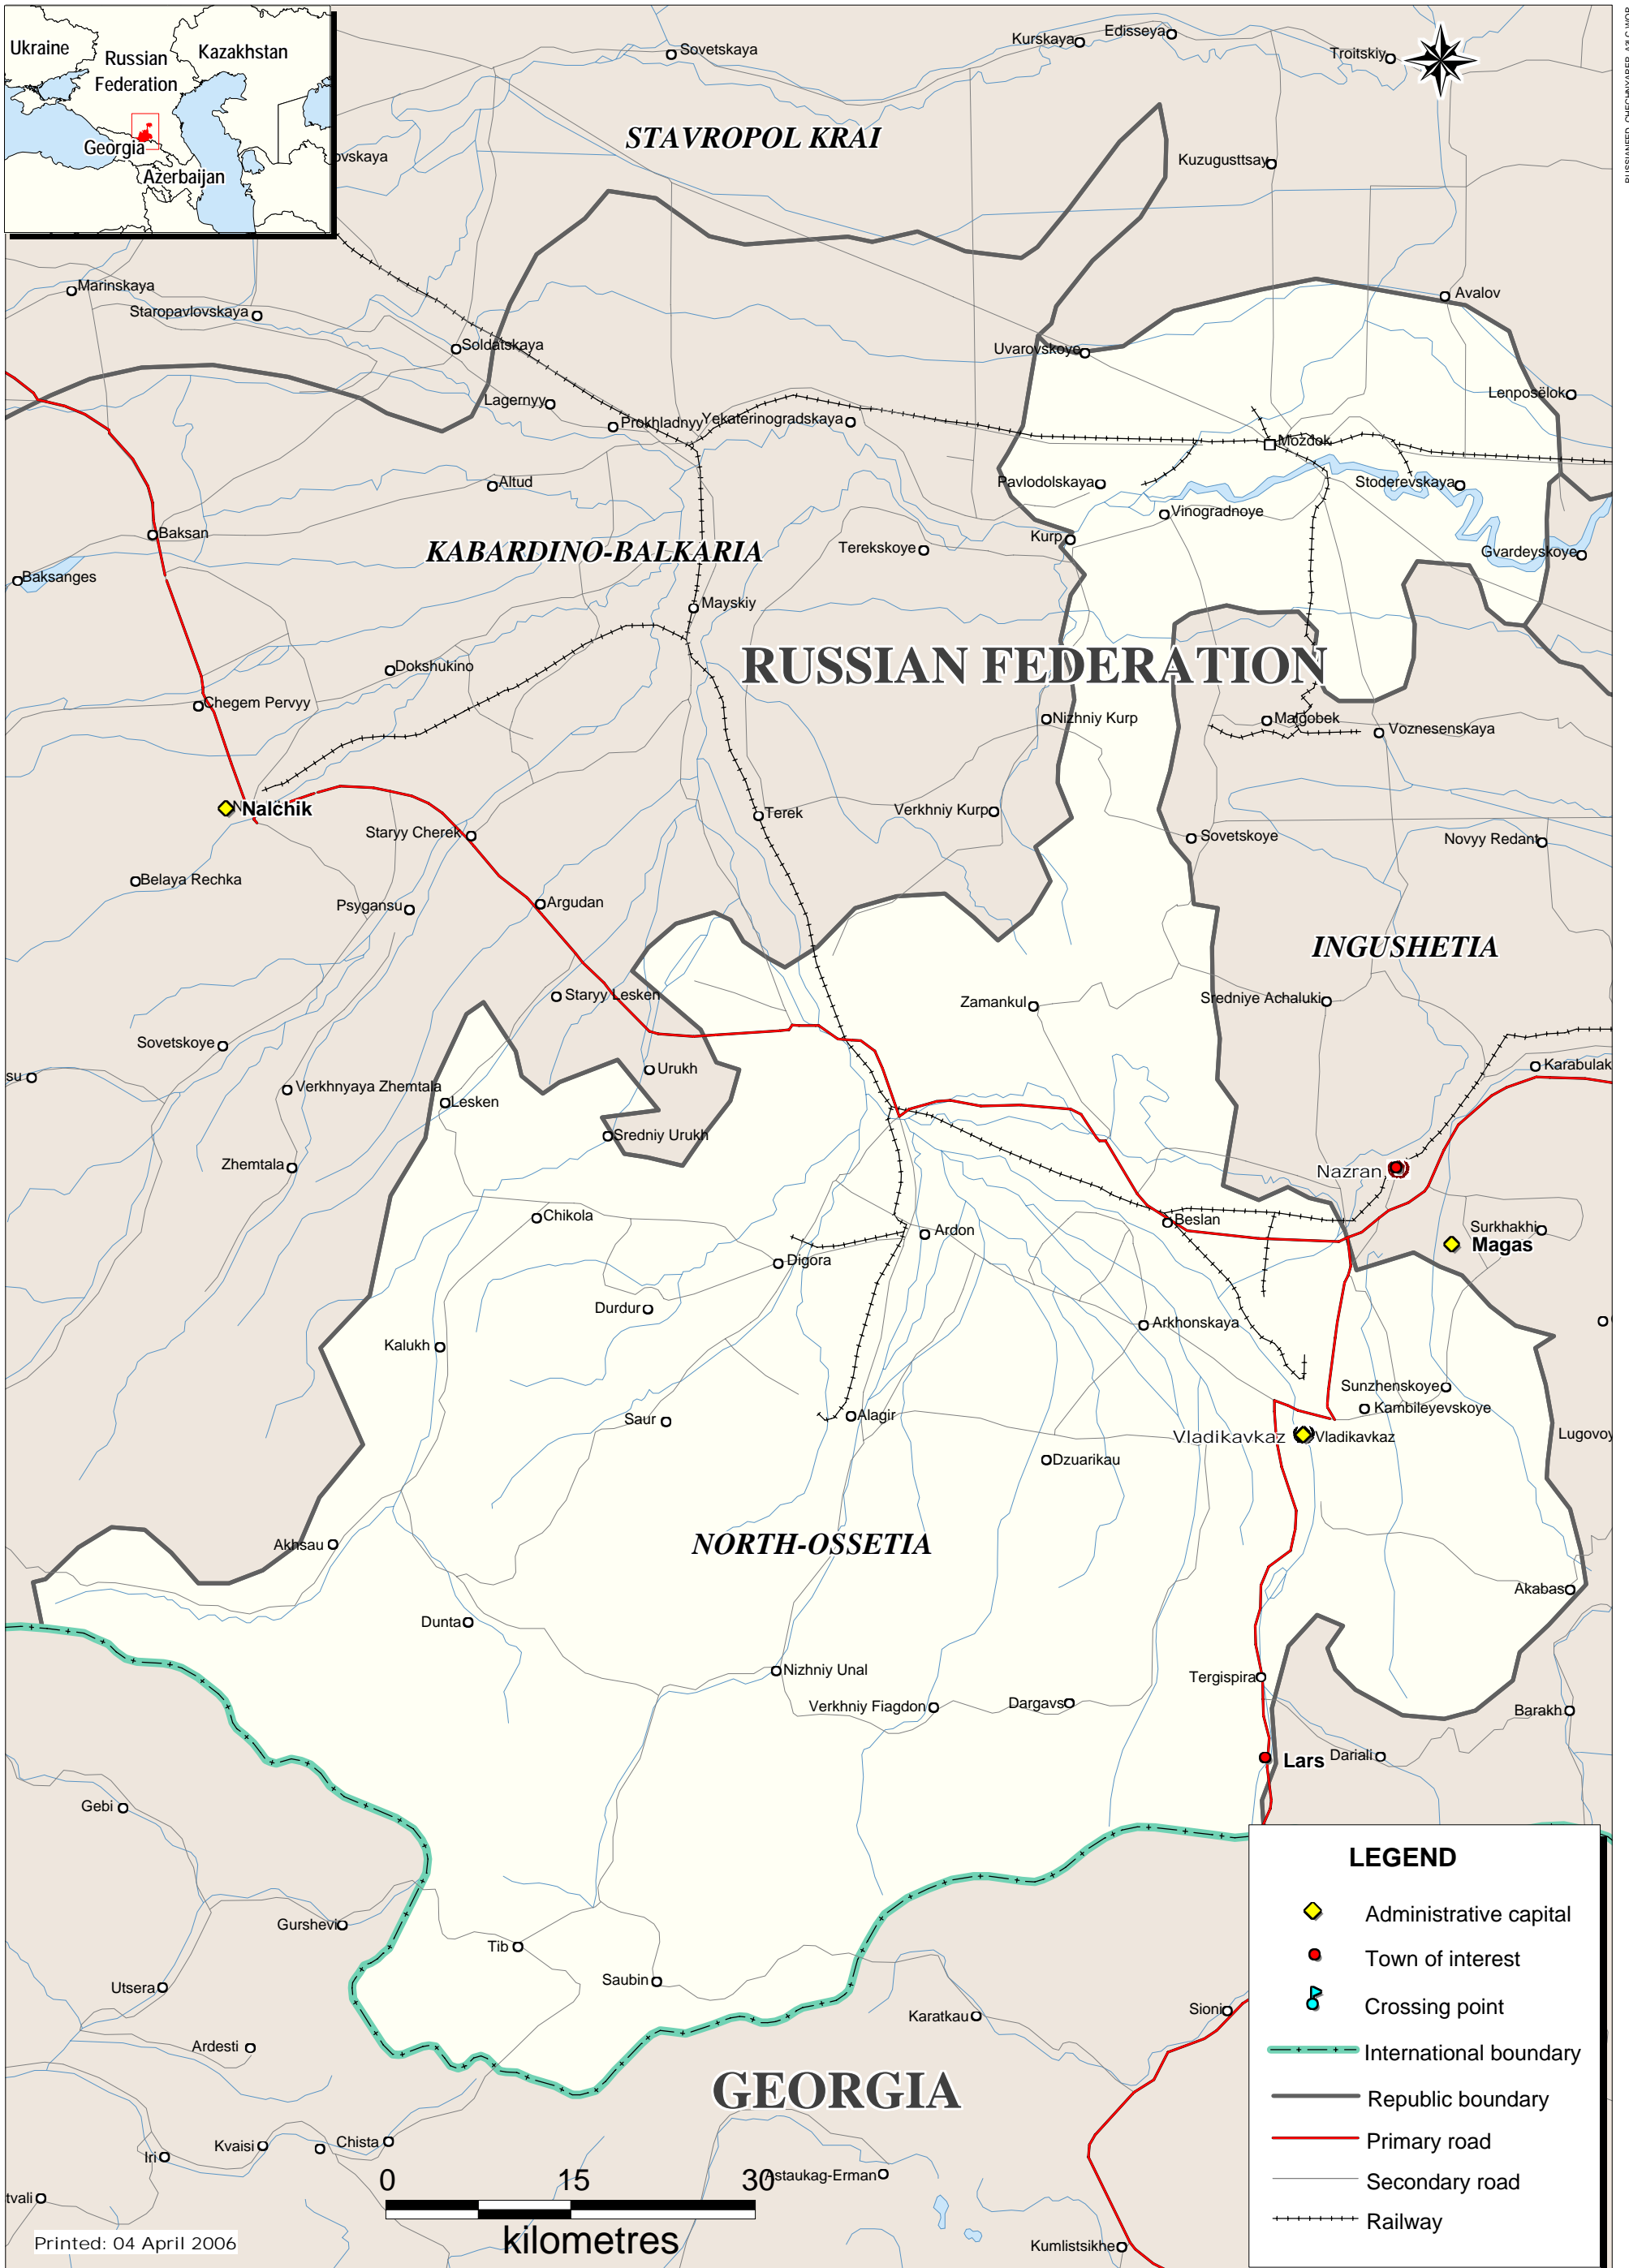 Ukraine
Russian
Federation
Kazakhstan
Georgia
Azerbaijan
Sovetskaya
Kurskaya
Edisseya
Troitskiy
STAVROPOL KRAI
ovskaya
Kuzugusttsay
Marinskaya
Staropavlovskaya
Avalov
Soldatskaya
Uvarovskoye
Lenposëlok
Lagernyy
Prokhladnyy
Yekaterinogradskaya
Mozdok
Altud
Pavlodolskaya
Stoderevskaya
Vinogradnoye
Baksan
KABARDINO-BALKARIA
Terekskoye
Kurp
Gvardeyskoye
Baksanges
Mayskiy
RUSSIAN FEDERATION
Dokshukino
Chegem Pervyy
Nizhniy Kurp
Malgobek
Voznesenskaya
Nalchik
Terek
Verkhniy Kurp
Staryy Cherek
Sovetskoye
Novyy Redant
Belaya Rechka
Psygansu
Argudan
INGUSHETIA
Staryy Lesken
Zamankul
Sredniye Achaluki
Sovetskoye
Karabulak
su
Urukh
Verkhnyaya Zhemtala
Lesken
Sredniy Urukh
Zhemtala
Nazran
Chikola
Beslan
Surkhakhi
Ardon
Magas
Digora
Durdur
Arkhonskaya
Kalukh
Sunzhenskoye
Kambileyevskoye
Saur
Alagir
Vladikavkaz
Vladikavkaz
Lugovoy
Dzuarikau
NORTH-OSSETIA
Akhsau
Akabas
Dunta
Nizhniy Unal
Tergispira
Verkhniy Fiagdon
Dargavs
Barakh
Lars
Dariali
Gebi
Gurshevi
Tib
Saubin
Utsera
Karatkau
Sioni
Ardesti
GEORGIA
Chista
Kvaisi
Iri
Astaukag-Erman
tvali
Kumlistsikhe
0 15 30
kilometres
Printed: 04 April 2006
LEGEND
Administrative capital
Town of interest
Crossing point
International boundary
Republic boundary
Primary road
Secondary road
Railway